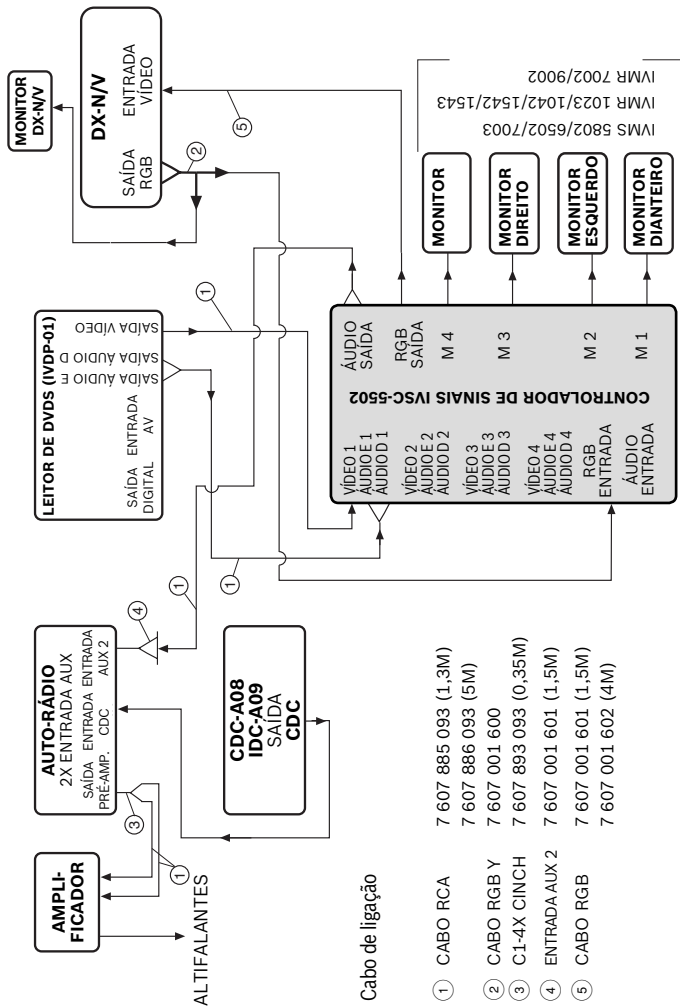 MONITOR
DX-N/V
DX-N/V
SAÍDA
RGB
ENTRADA
VÍDEO
2
5
LEITOR DE DVDS (IVDP-01)
SAÍDA
DIGITAL
ENTRADA
AV
SAÍDA ÁUDIO E
SAÍDA ÁUDIO D
SAÍDA VÍDEO
1
1
1
AUTO-RÁDIO
2X ENTRADA AUX
SAÍDA
PRÉ-AMP.
ENTRADA
CDC
ENTRADA
AUX 2
3
4
AMPLI-
FICADOR
1
ALTIFALANTES
CDC-A08
IDC-A09
SAÍDA
CDC
CONTROLADOR DE SINAIS IVSC-5502
VÍDEO 1
ÁUDIO E 1
ÁUDIO D 1
VÍDEO 2
ÁUDIO E 2
ÁUDIO D 2
VÍDEO 3
ÁUDIO E 3
ÁUDIO D 3
VÍDEO 4
ÁUDIO E 4
ÁUDIO D 4
RGB
ENTRADA
ÁUDIO
ENTRADA
ÁUDIO
SAÍDA
RGB
SAÍDA
M 4
M 3
M 2
M 1
MONITOR
MONITOR
DIREITO
MONITOR
ESQUERDO
MONITOR
DIANTEIRO
IVMS 5802/6502/7003
IVMR 1023/1042/1542/1543
IVMR 7002/9002
Cabo de ligação
1 CABO RCA 7 607 885 093 (1,3M)
7 607 886 093 (5M)
2 CABO RGB Y 7 607 001 600
3 C1-4X CINCH 7 607 893 093 (0,35M)
4 ENTRADA AUX 2 7 607 001 601 (1,5M)
5 CABO RGB 7 607 001 601 (1,5M)
7 607 001 602 (4M)